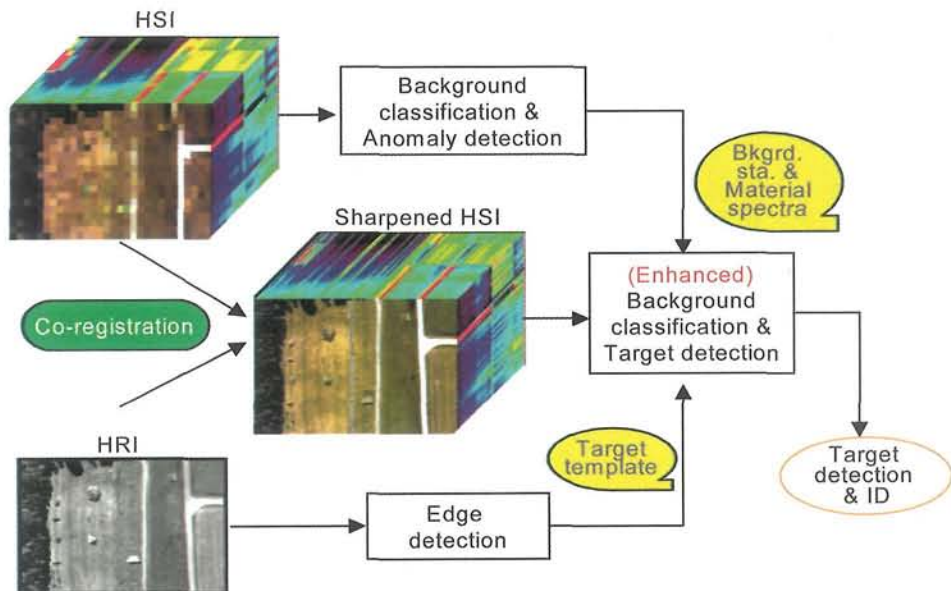 HSI
Background
classification &
Anomaly detection
Bkgrd.
sta. &
Material
spectra
Sharpened HSI
(Enhanced)
Background
classification &
Target detection
Co-registration
HRI
Target
template
Edge
detection
Target
detection
& ID